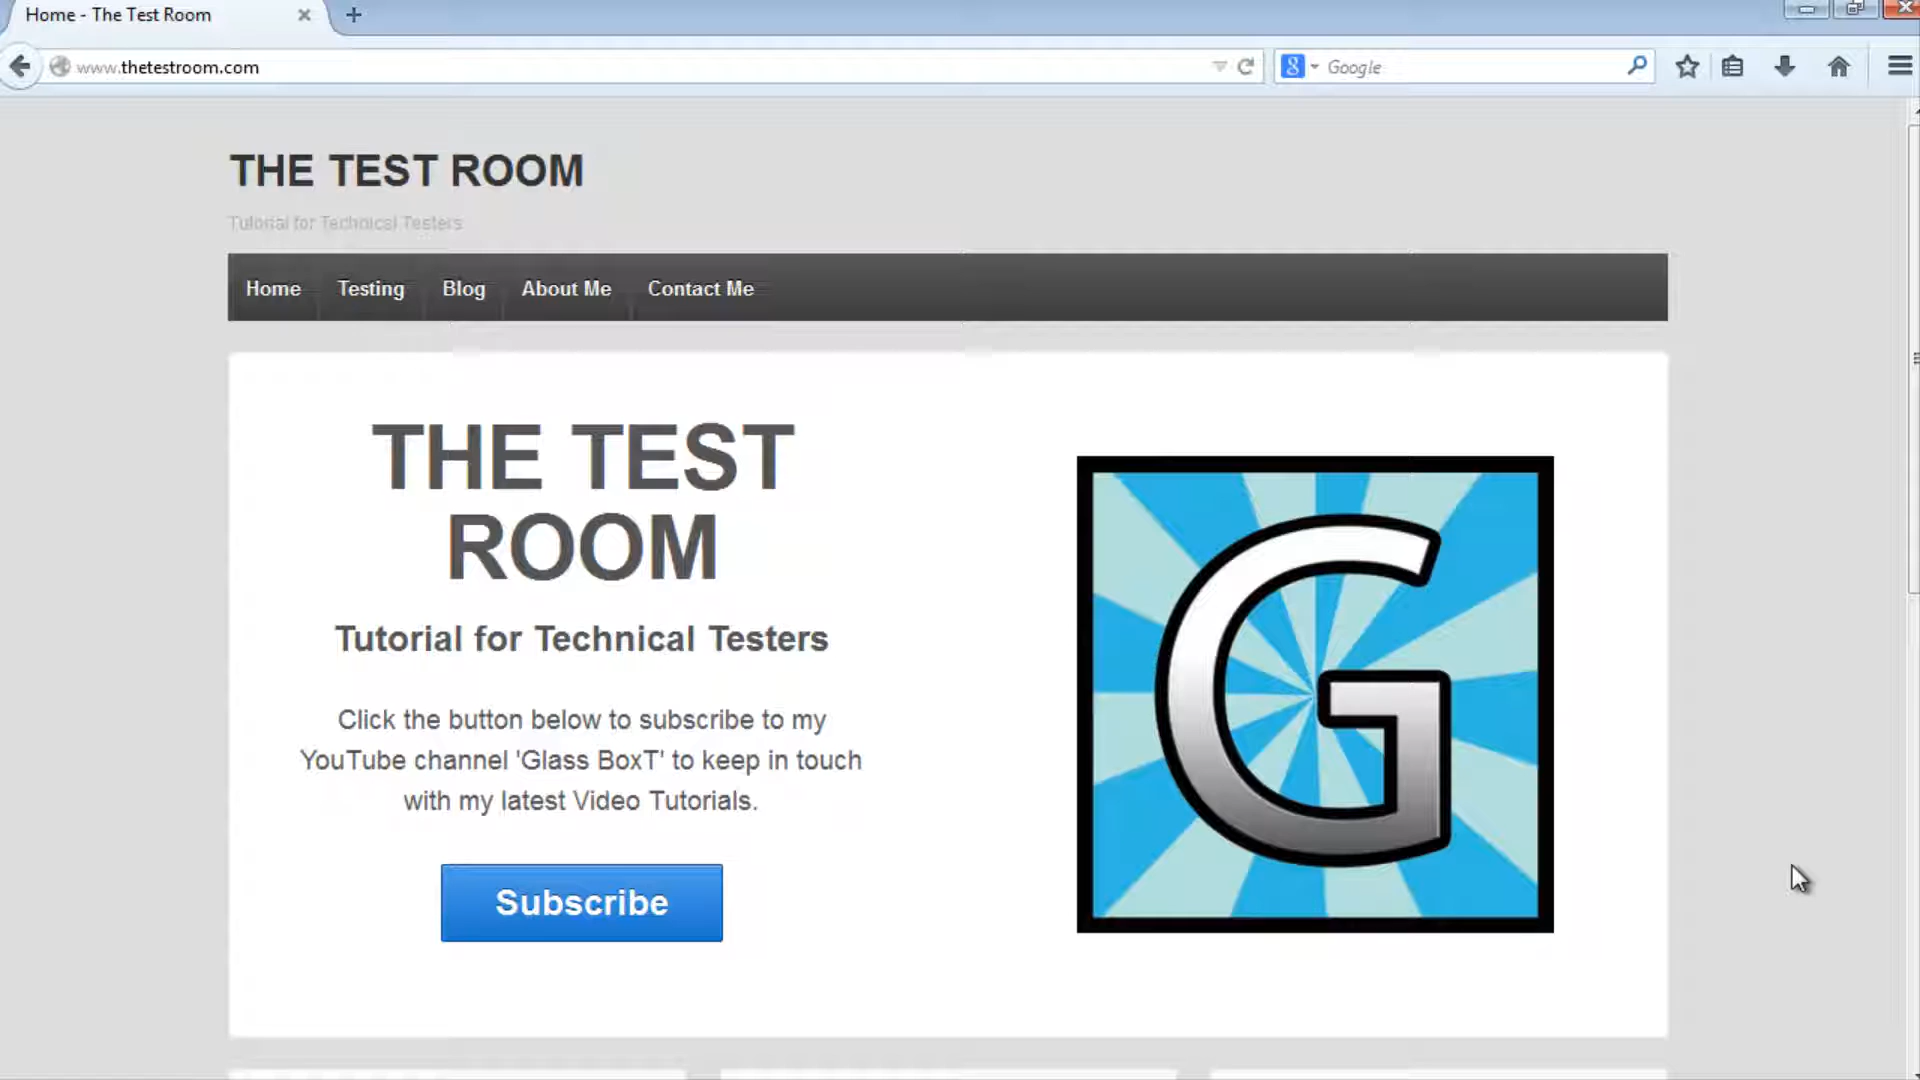 Home - The Test Room
www.thetestroom.com
8
Google
THE TEST ROOM
Tutorial for Technical Testers
Home Testing Blog About Me Contact Me
THE TEST
ROOM
Tutorial for Technical Testers
Click the button below to subscribe to my
YouTube channel 'Glass BoxT' to keep in touch
with my latest Video Tutorials.
Subscribe
G